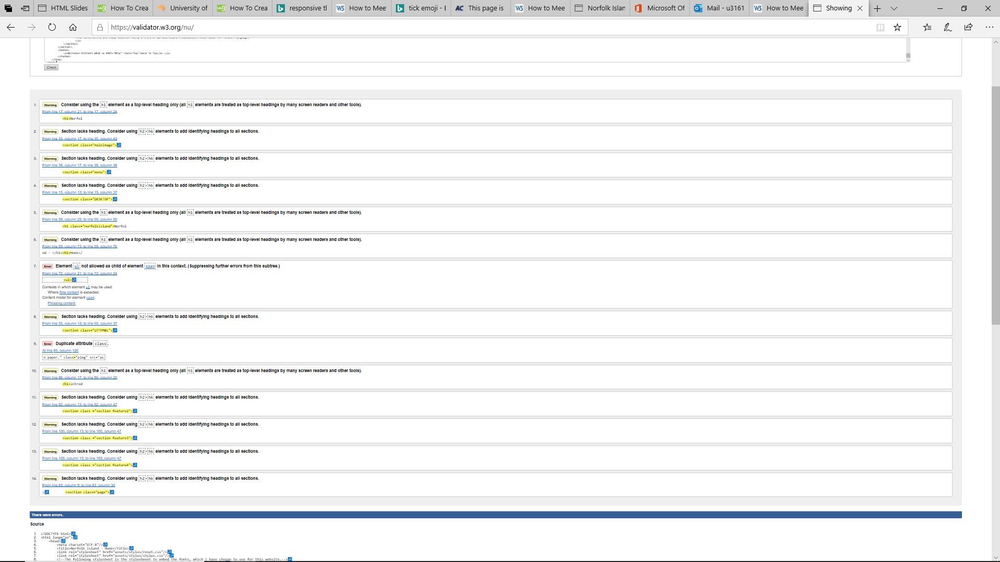 HTML Slides
How To Crea
University of
How To Crea
responsive tl
How to Mee
tick emoji - E
This page is
How to Mee
Norfolk Islan
Microsoft Of
Mail - u3161
How to Mee
Showing
https://validator.w3.org/nu/
</p>
</section>
</section>
<footer>
<p>Nicholas Villiers 2019 <a HREF="#top" class="top">Back To Top</a> </p>
</footer>
</body>
Check
1. Warning Consider using the h1 element as a top-level heading only (all h1 elements are treated as top-level headings by many screen readers and other tools).
From line 17, column 21; to line 17, column 24
<h1>Norfol
2. Warning Section lacks heading. Consider using h2-h6 elements to add identifying headings to all sections.
From line 35, column 17; to line 35, column 43
<section class="mainimage">
3. Warning Section lacks heading. Consider using h2-h6 elements to add identifying headings to all sections.
From line 38, column 17; to line 38, column 38
<section class="menu">
4. Warning Section lacks heading. Consider using h2-h6 elements to add identifying headings to all sections.
From line 15, column 13; to line 15, column 37
<section class="DESKTOP">
5. Warning Consider using the h1 element as a top-level heading only (all h1 elements are treated as top-level headings by many screen readers and other tools).
From line 59, column 25; to line 59, column 50
<h1 class="norfolkisland">Norfol
6. Warning Consider using the h1 element as a top-level heading only (all h1 elements are treated as top-level headings by many screen readers and other tools).
From line 59, column 73; to line 59, column 76
nd - </h1><h1>Home</
7. Error Element ul not allowed as child of element span in this context. (Suppressing further errors from this subtree.)
From line 72, column 21; to line 72, column 24
<ul>
Contexts in which element ul may be used:
Where flow content is expected.
Content model for element span:
Phrasing content.
8. Warning Section lacks heading. Consider using h2-h6 elements to add identifying headings to all sections.
From line 55, column 13; to line 55, column 37
<section class="LPTPMBL">
9. Error Duplicate attribute class.
At line 85, column 120
n paper." class="pimg" src="as
10. Warning Consider using the h1 element as a top-level heading only (all h1 elements are treated as top-level headings by many screen readers and other tools).
From line 86, column 17; to line 86, column 20
<h1>Introd
11. Warning Section lacks heading. Consider using h2-h6 elements to add identifying headings to all sections.
From line 92, column 13; to line 92, column 47
<section class ="section feature2">
12. Warning Section lacks heading. Consider using h2-h6 elements to add identifying headings to all sections.
From line 100, column 13; to line 100, column 47
<section class ="section feature3">
13. Warning Section lacks heading. Consider using h2-h6 elements to add identifying headings to all sections.
From line 109, column 13; to line 109, column 47
<section class ="section feature4">
14. Warning Section lacks heading. Consider using h2-h6 elements to add identifying headings to all sections.
From line 83, column 9; to line 83, column 30
> <section class="page">
There were errors.
Source
1. <!DOCTYPE html>
2. <html lang="en">
3. <head>
4. <meta charset="UTF-8"/>
5. <title>Norfolk Island - Home</title>
6. <link rel="stylesheet" href="assets/styles/reset.css"/>
7. <link rel="stylesheet" href="assets/styles/styles.css"/>
8. <!--The following stylesheet is the stylesheet to embed the fonts, which I have chosen to use for this website.-->